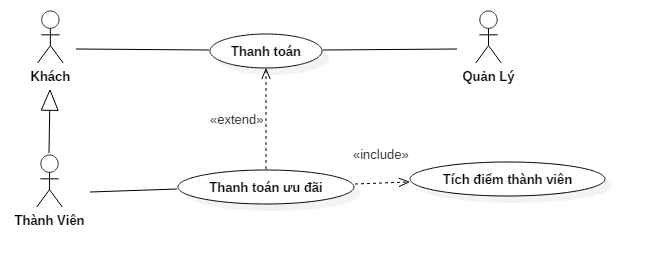 Thanh toán
Khách
Quản Lý
«extend»
«include»
Tích điểm thành viên
Thanh toán ưu đãi
Thành Viên